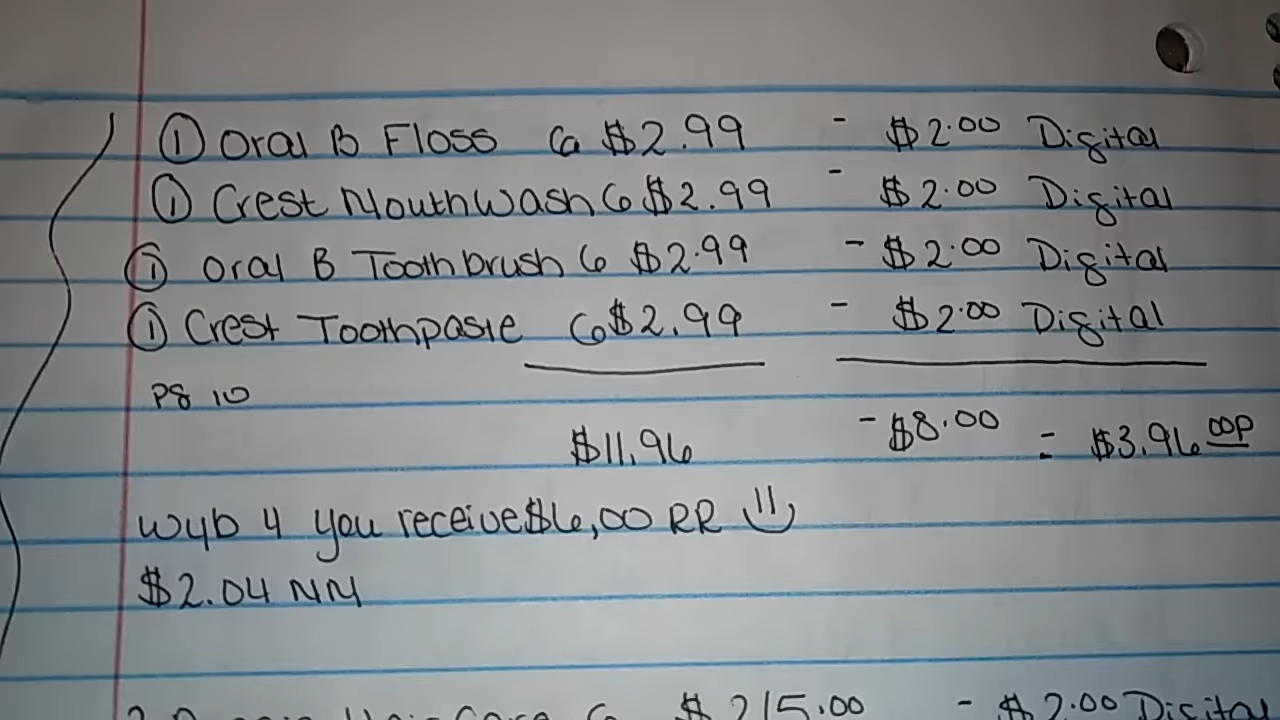 ① Oral B Floss @ $2.99 - $2.00 Digital
① Crest Mouthwash @ $2.99 - $2.00 Digital
① Oral B Toothbrush @ $2.99 - $2.00 Digital
① Crest Toothpaste @ $2.99 - $2.00 Digital
Pg 10
$11.96 - $8.00 = $3.96 OOP
Wyb 4 you receive $6.00 RR
$2.04 MM
$2/5.00 - $2.00 Digital